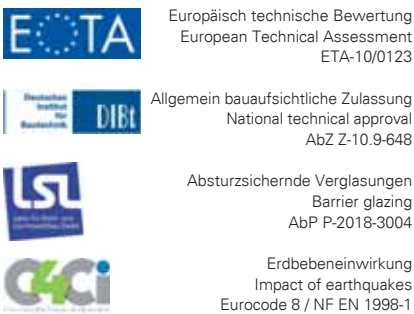 EOTA
Europäisch technische Bewertung
European Technical Assessment
ETA-10/0123
Deutsches
Institut
für
Bautechnik
DIBt
Allgemein bauaufsichtliche Zulassung
National technical approval
AbZ Z-10.9-648
LSL
Absturzsichernde Verglasungen
Barrier glazing
AbP P-2018-3004
C4Ci
Erdbebeneinwirkung
Impact of earthquakes
Eurocode 8 / NF EN 1998-1